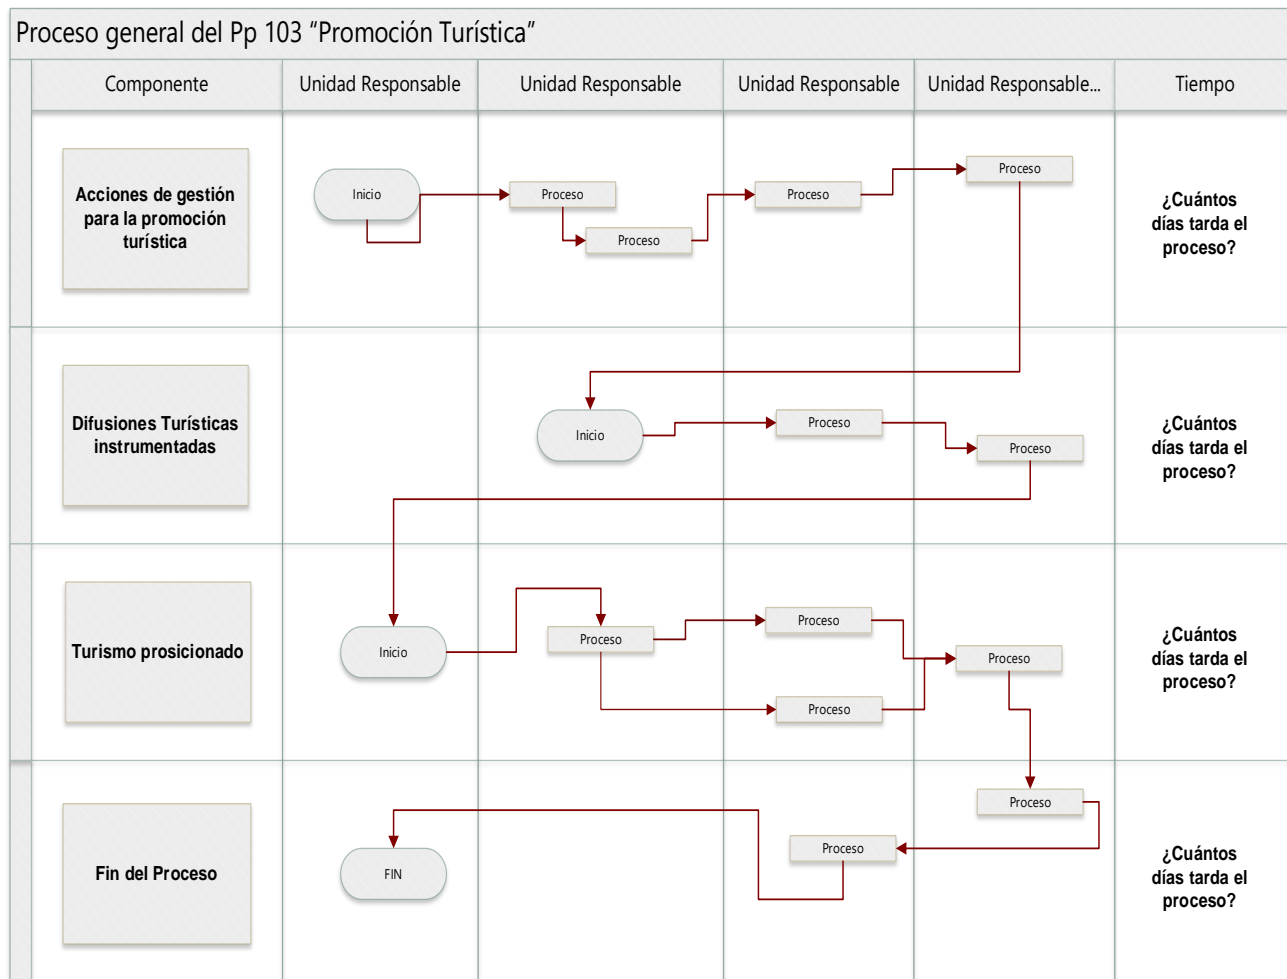 Proceso general del Pp 103 “Promoción Turística”
Componente
Unidad Responsable
Unidad Responsable
Unidad Responsable
Unidad Responsable...
Tiempo
Acciones de gestión
para la promoción
turística
Inicio
Proceso
Proceso
Proceso
Proceso
¿Cuántos
días tarda el
proceso?
Difusiones Turísticas
instrumentadas
Inicio
Proceso
Proceso
¿Cuántos
días tarda el
proceso?
Turismo prosicionado
Inicio
Proceso
Proceso
Proceso
Proceso
¿Cuántos
días tarda el
proceso?
Fin del Proceso
Proceso
Proceso
FIN
¿Cuántos
días tarda el
proceso?